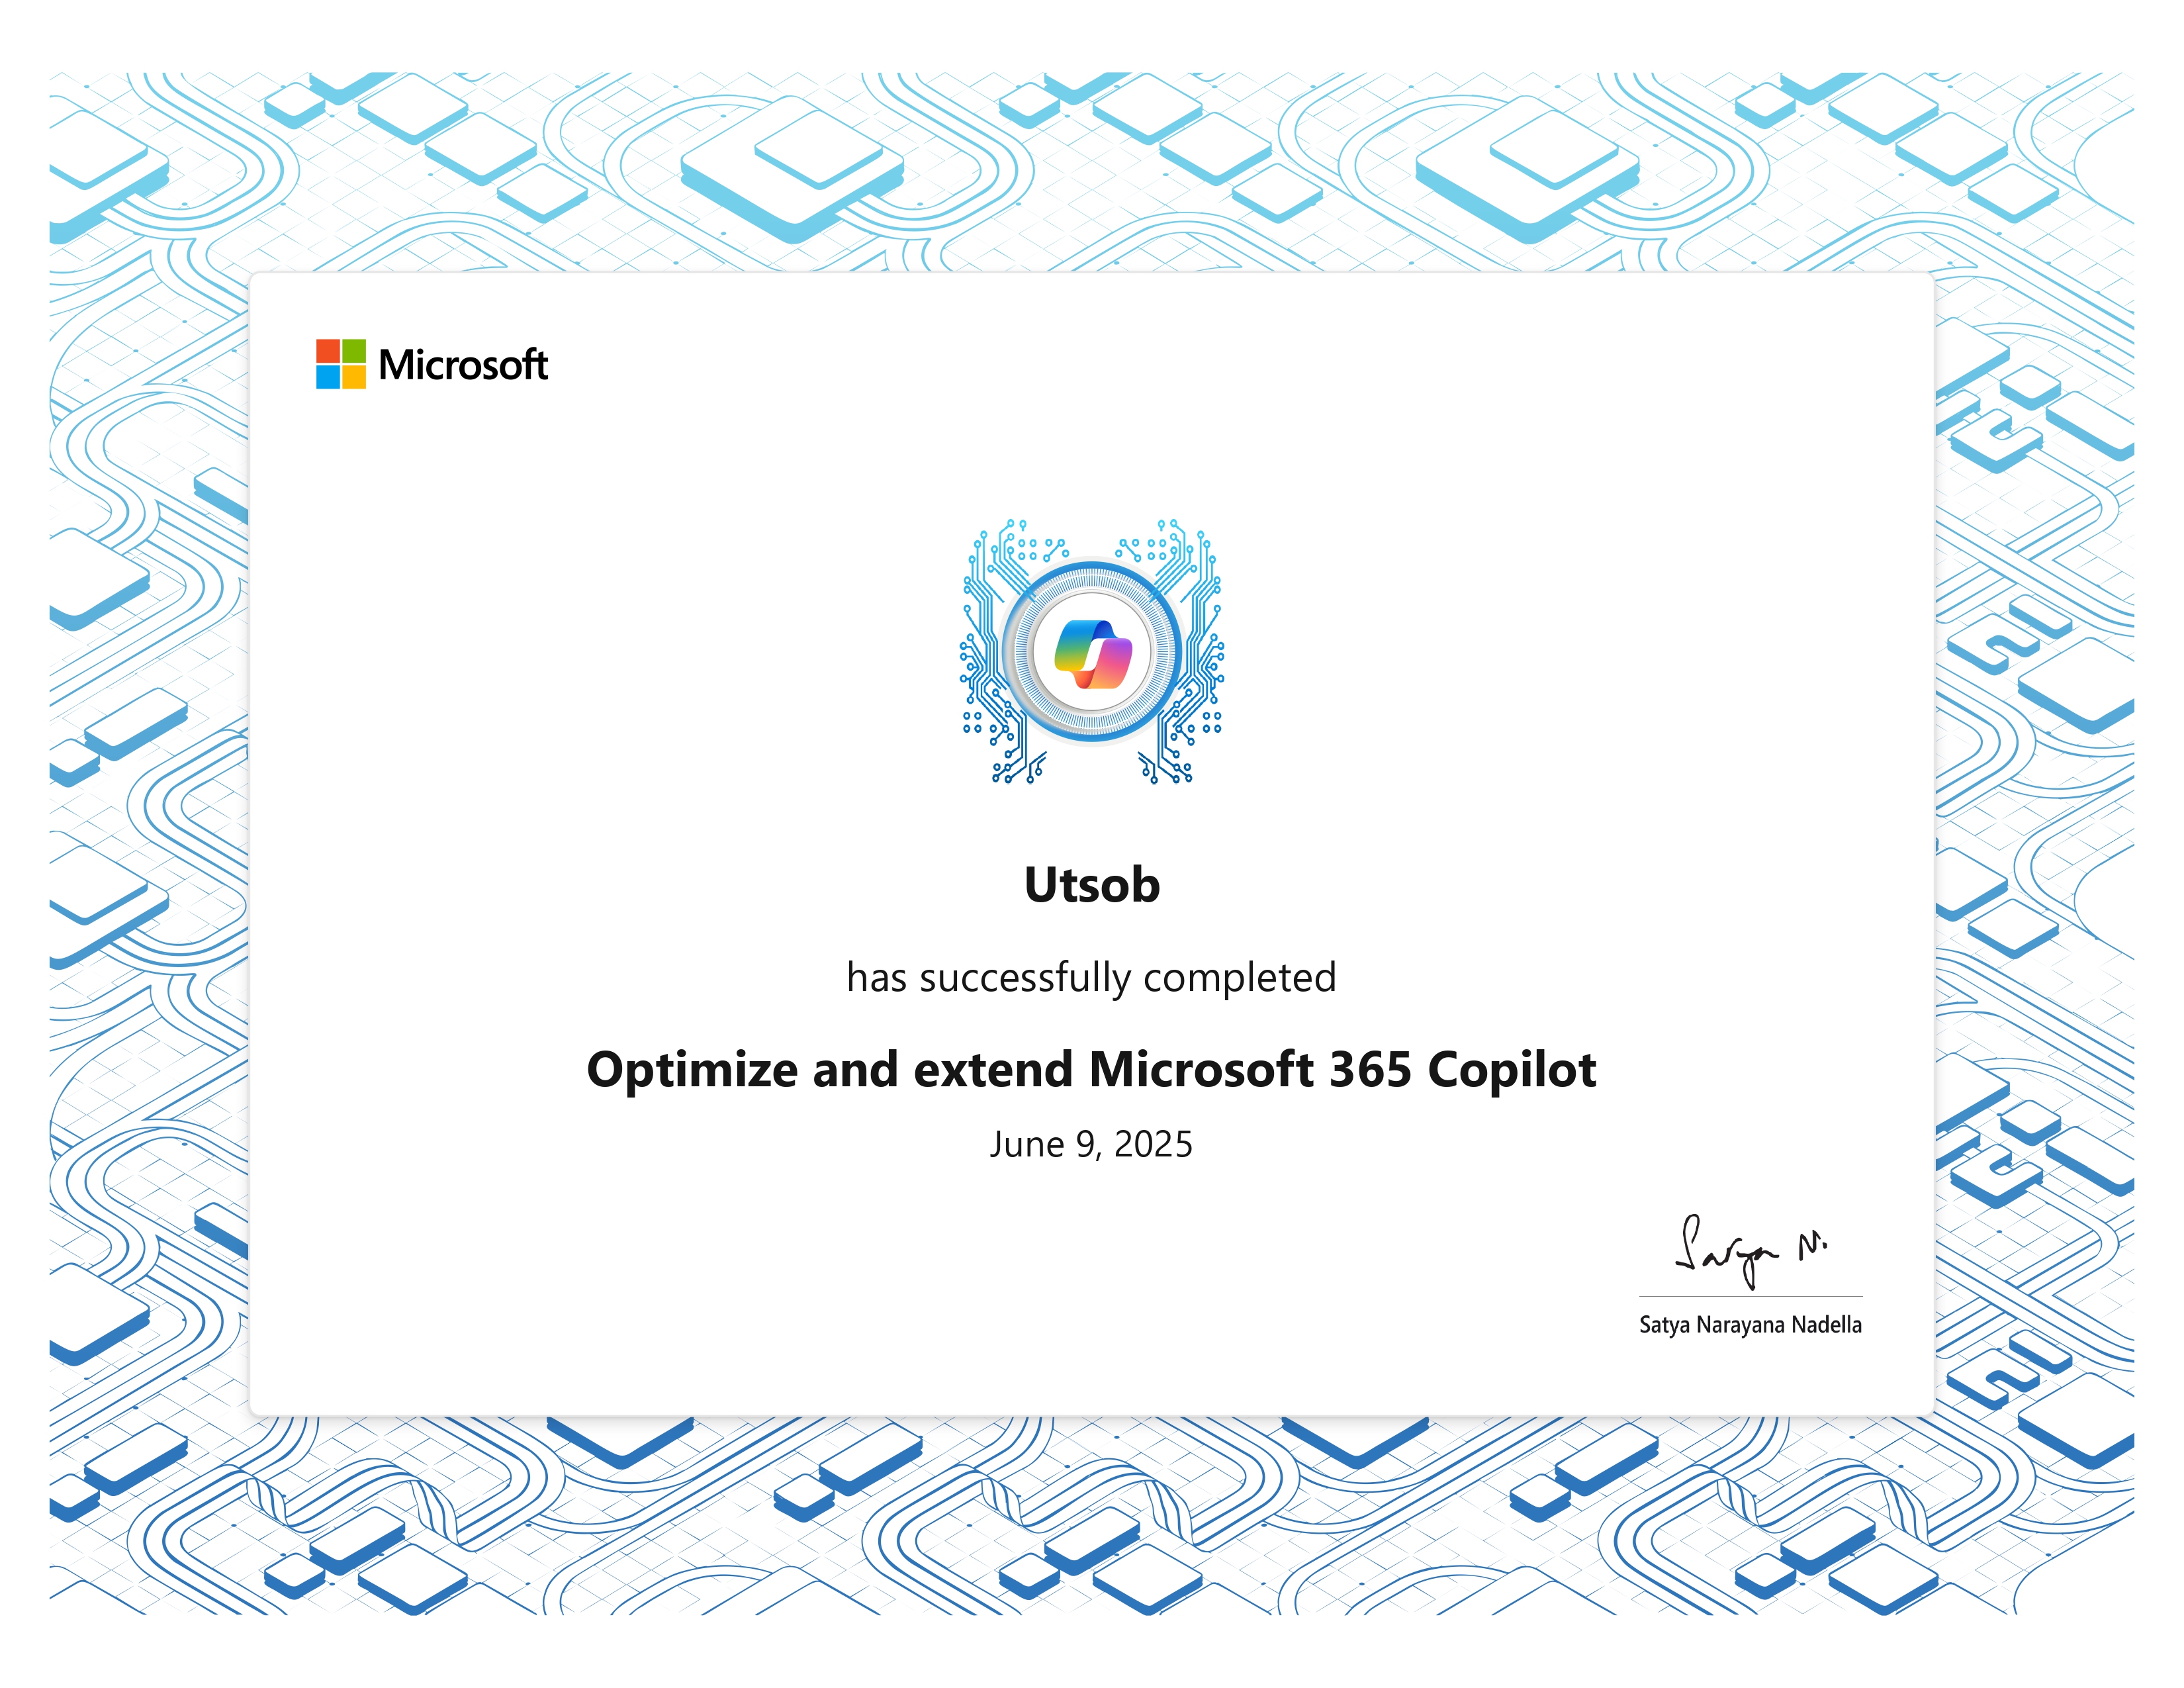 Microsoft
Utsob
has successfully completed
Optimize and extend Microsoft 365 Copilot
June 9, 2025
Satya N.
Satya Narayana Nadella